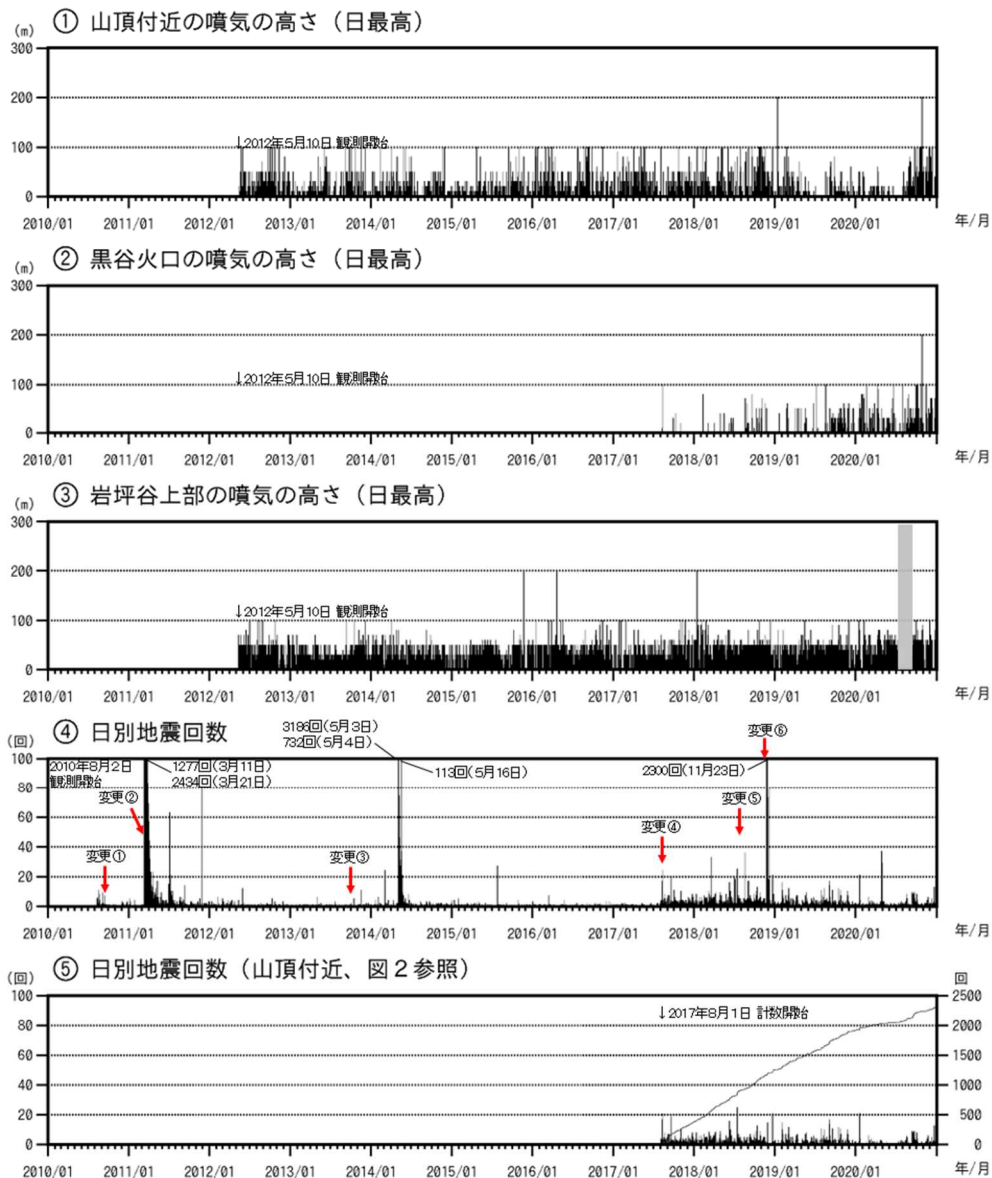 ① 山頂付近の噴気の高さ（日最高）
(m)
300
200
100
0
↓2012年5月10日 観測開始
2010/01 2011/01 2012/01 2013/01 2014/01 2015/01 2016/01 2017/01 2018/01 2019/01 2020/01
年/月
② 黒谷火口の噴気の高さ（日最高）
(m)
300
200
100
0
↓2012年5月10日 観測開始
2010/01 2011/01 2012/01 2013/01 2014/01 2015/01 2016/01 2017/01 2018/01 2019/01 2020/01
年/月
③ 岩坪谷上部の噴気の高さ（日最高）
(m)
300
200
100
0
↓2012年5月10日 観測開始
2010/01 2011/01 2012/01 2013/01 2014/01 2015/01 2016/01 2017/01 2018/01 2019/01 2020/01
年/月
④ 日別地震回数
(回)
100
80
60
40
20
0
2010年8月2日
観測開始
変更①
変更②
1277回(3月11日)
2434回(3月21日)
変更③
3186回(5月3日)
732回(5月4日)
113回(5月16日)
変更④
変更⑤
2300回(11月23日)
変更⑥
2010/01 2011/01 2012/01 2013/01 2014/01 2015/01 2016/01 2017/01 2018/01 2019/01 2020/01
年/月
⑤ 日別地震回数（山頂付近、図２参照）
(回)
100
80
60
40
20
0
↓2017年8月1日 計数開始
回
2500
2000
1500
1000
500
0
2010/01 2011/01 2012/01 2013/01 2014/01 2015/01 2016/01 2017/01 2018/01 2019/01 2020/01
年/月